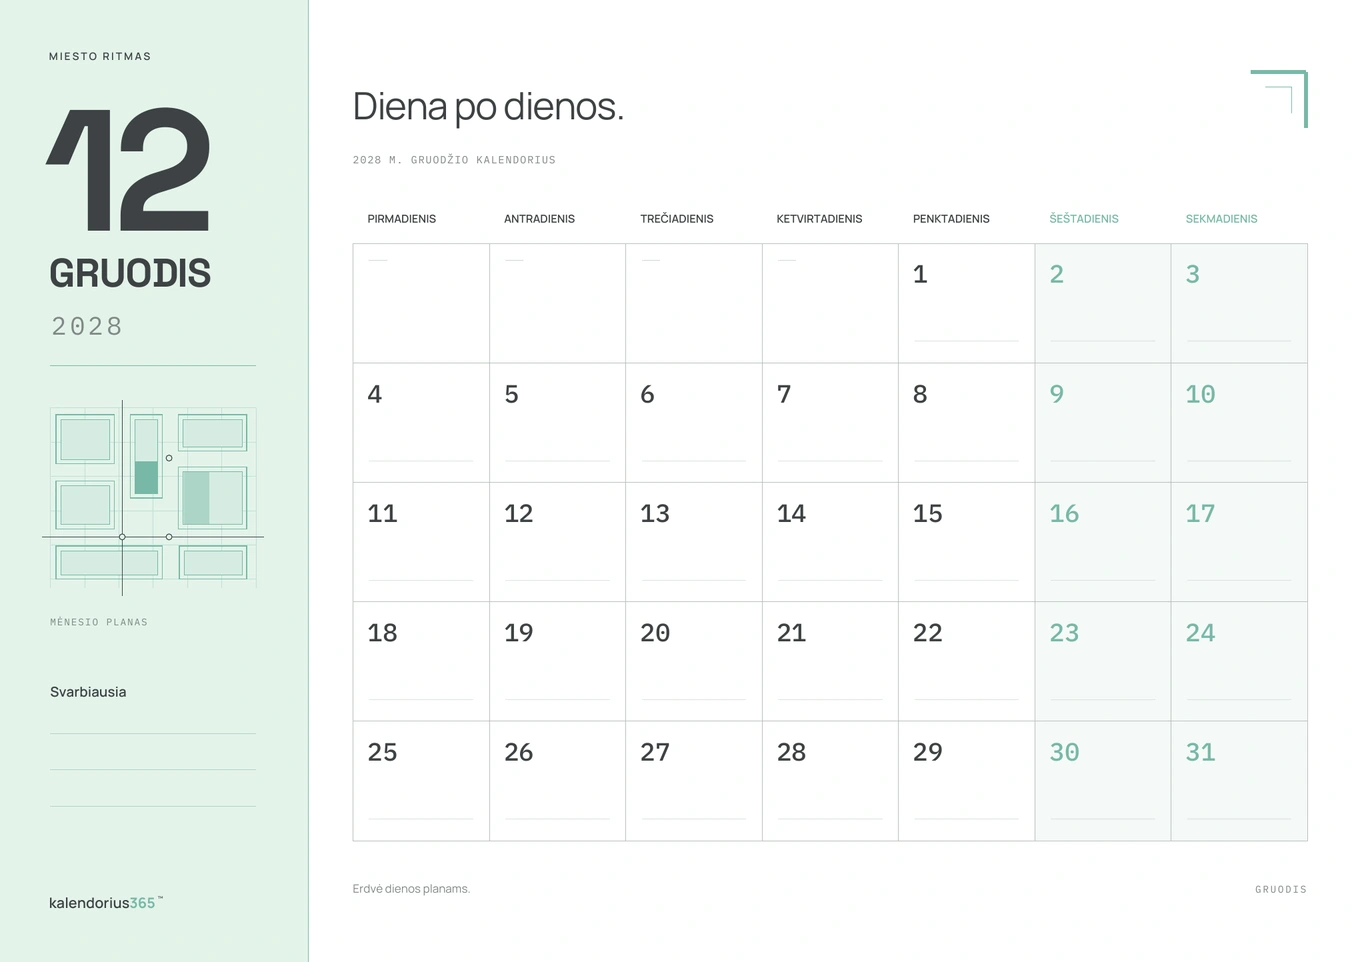 MIESTO RITMAS
12
GRUODIS
2028
MĖNESIO PLANAS
Svarbiausia
kalendorius365™
Diena po dienos.
2028 M. GRUODŽIO KALENDORIUS
PIRMADIENIS ANTRADIENIS TREČIADIENIS KETVIRTADIENIS PENKTADIENIS ŠEŠTADIENIS SEKMADIENIS
1 2 3
4 5 6 7 8 9 10
11 12 13 14 15 16 17
18 19 20 21 22 23 24
25 26 27 28 29 30 31
Erdvė dienos planams.
GRUODIS